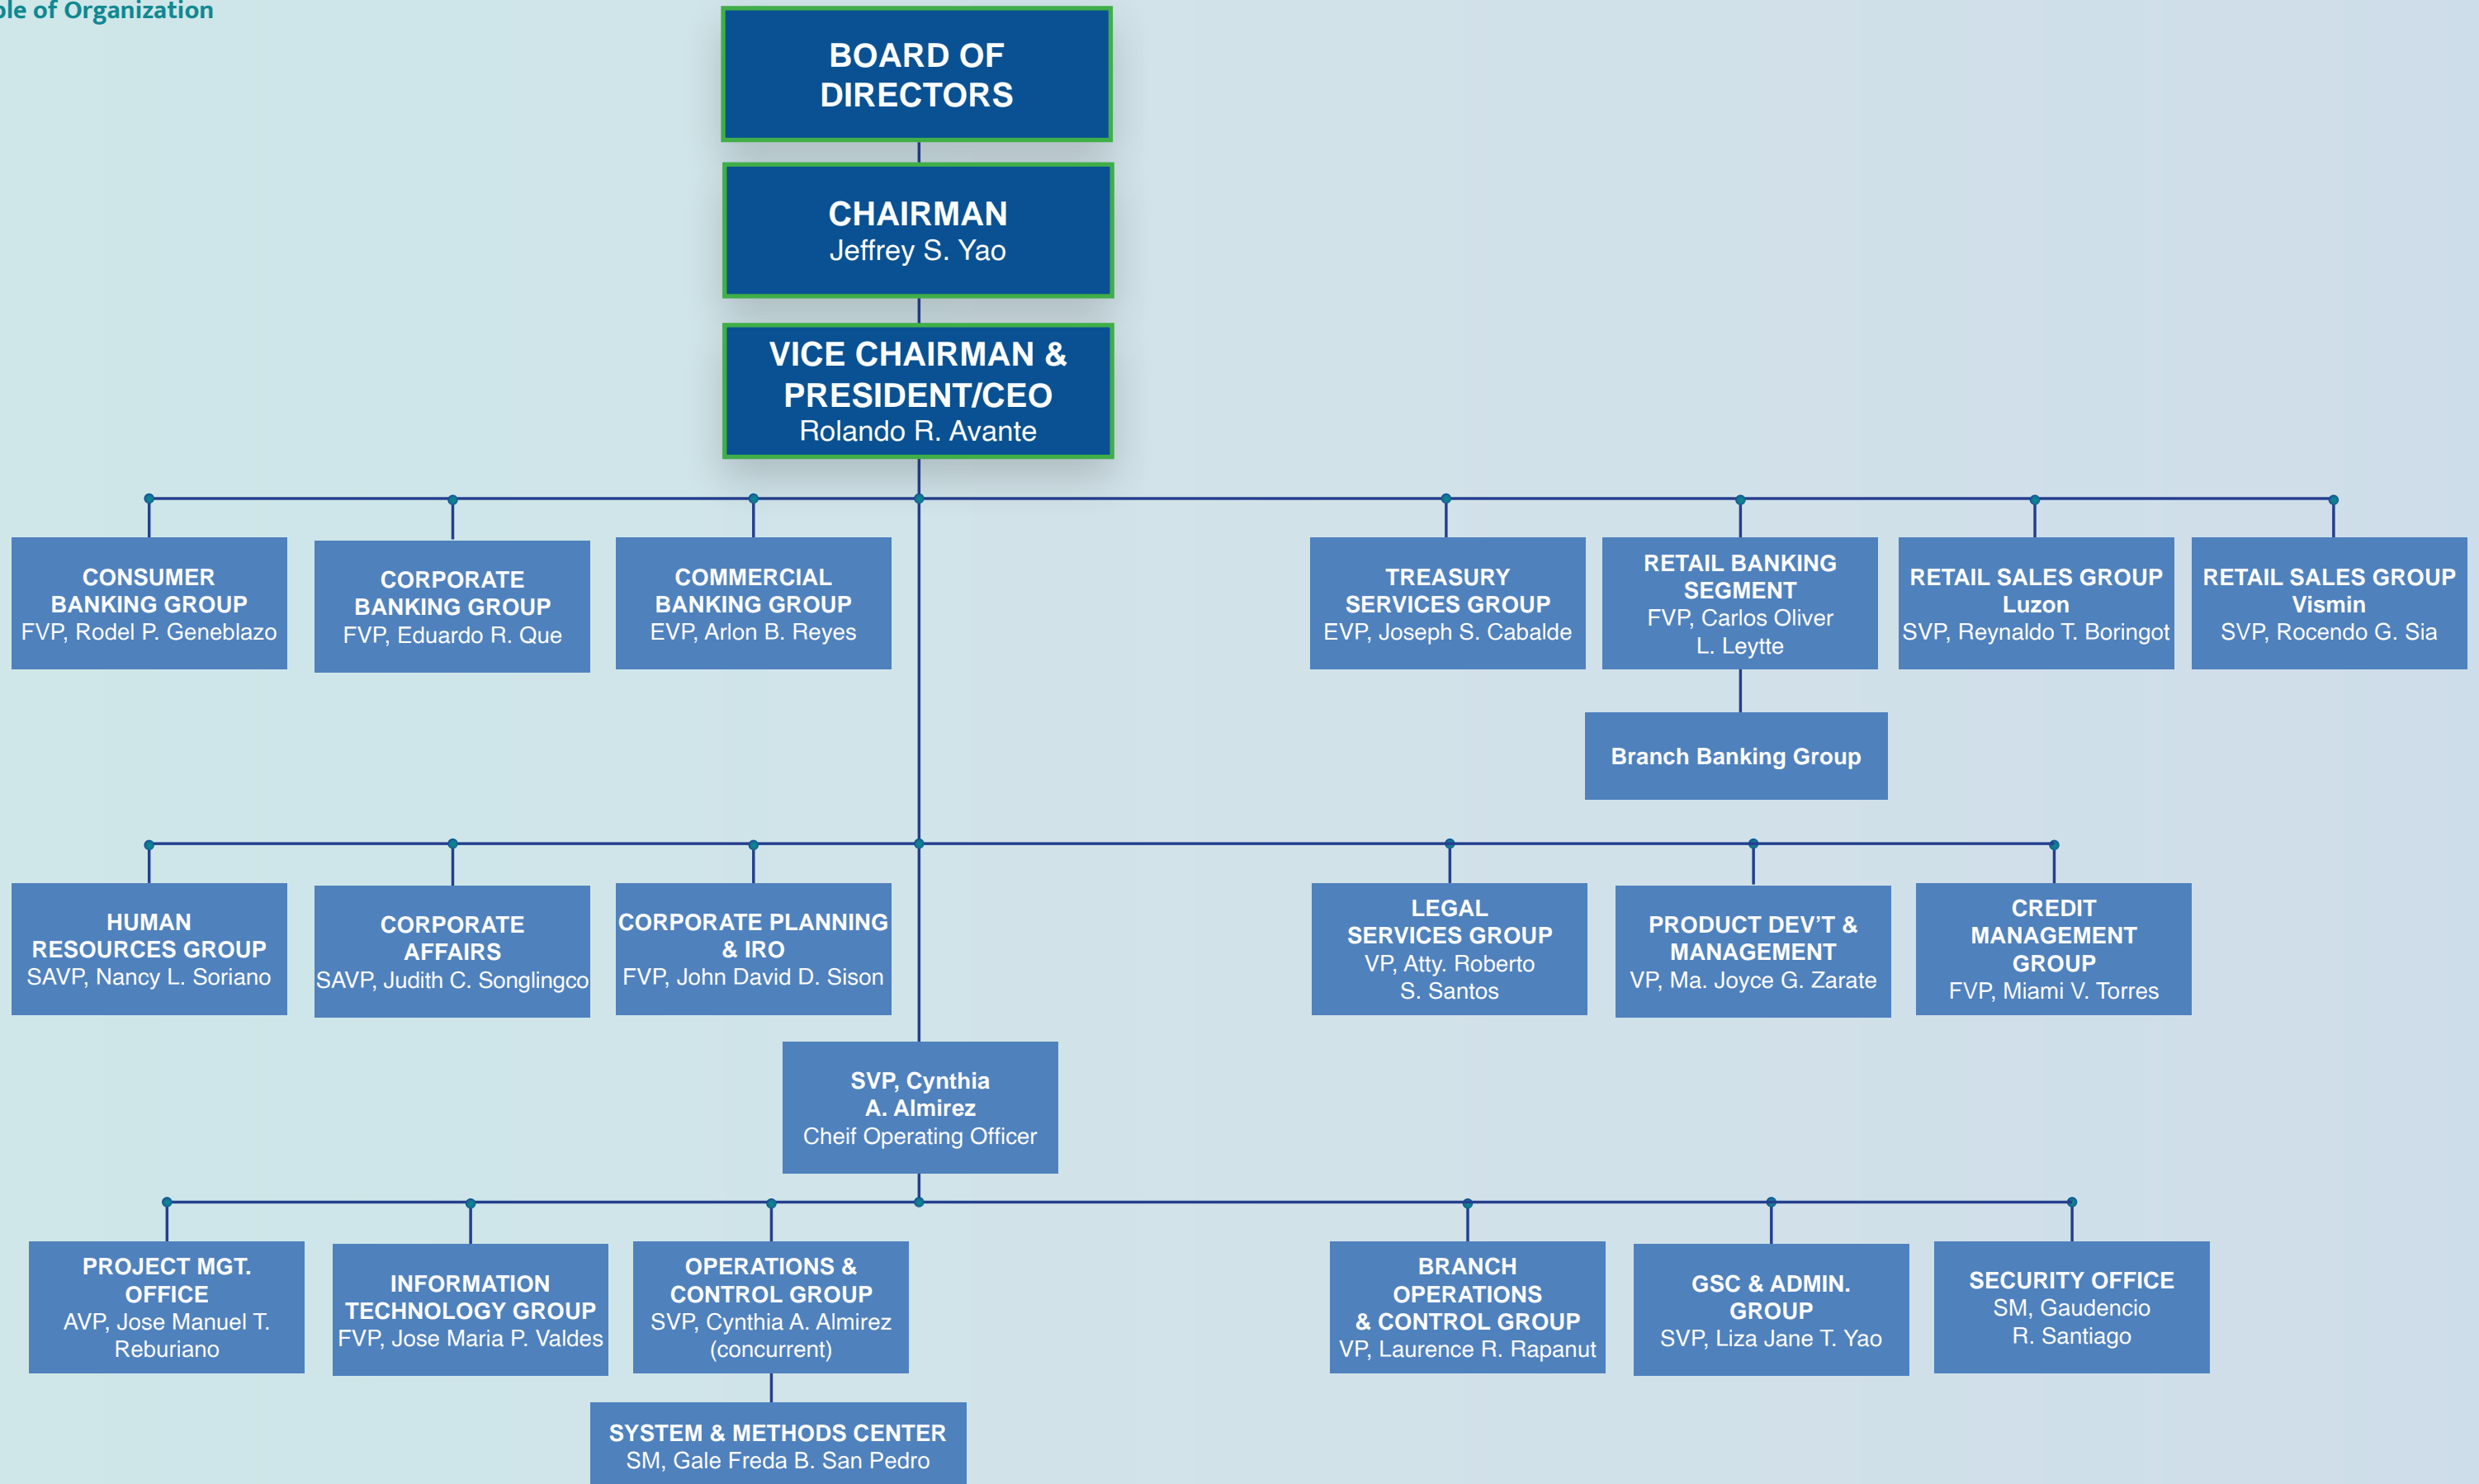 of Organization
BOARD OF
DIRECTORS
CHAIRMAN
Jeffrey S. Yao
VICE CHAIRMAN &
PRESIDENT/CEO
Rolando R. Avante
CONSUMER
BANKING GROUP
FVP, Rodel P. Geneblazo
CORPORATE
BANKING GROUP
FVP, Eduardo R. Que
COMMERCIAL
BANKING GROUP
EVP, Arlon B. Reyes
TREASURY
SERVICES GROUP
EVP, Joseph S. Cabalde
RETAIL BANKING
SEGMENT
FVP, Carlos Oliver
L. Leytte
RETAIL SALES GROUP
Luzon
SVP, Reynaldo T. Boringot
RETAIL SALES GROUP
Vismin
SVP, Rocendo G. Sia
Branch Banking Group
HUMAN
RESOURCES GROUP
SAVP, Nancy L. Soriano
CORPORATE
AFFAIRS
SAVP, Judith C. Songlingco
CORPORATE PLANNING
& IRO
FVP, John David D. Sison
LEGAL
SERVICES GROUP
VP, Atty. Roberto
S. Santos
PRODUCT DEV’T &
MANAGEMENT
VP, Ma. Joyce G. Zarate
CREDIT
MANAGEMENT
GROUP
FVP, Miami V. Torres
SVP, Cynthia
A. Almirez
Cheif Operating Officer
PROJECT MGT.
OFFICE
AVP, Jose Manuel T.
Reburiano
INFORMATION
TECHNOLOGY GROUP
FVP, Jose Maria P. Valdes
OPERATIONS &
CONTROL GROUP
SVP, Cynthia A. Almirez
(concurrent)
BRANCH
OPERATIONS
& CONTROL GROUP
VP, Laurence R. Rapanut
GSC & ADMIN.
GROUP
SVP, Liza Jane T. Yao
SECURITY OFFICE
SM, Gaudencio
R. Santiago
SYSTEM & METHODS CENTER
SM, Gale Freda B. San Pedro